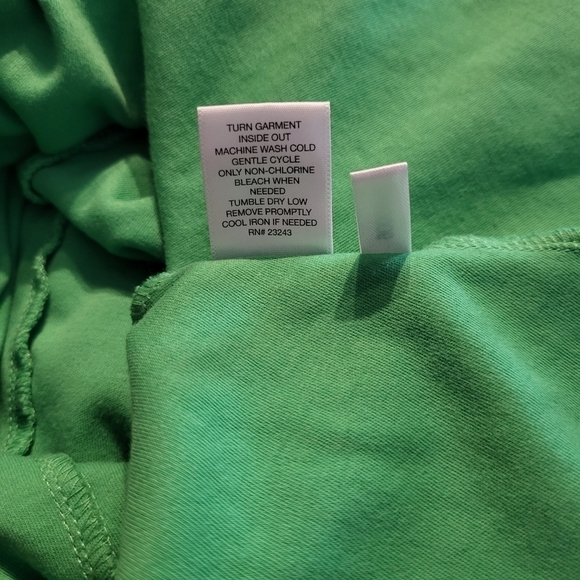 TURN GARMENT
INSIDE OUT
MACHINE WASH COLD
GENTLE CYCLE
ONLY NON-CHLORINE
BLEACH WHEN
NEEDED
TUMBLE DRY LOW
REMOVE PROMPTLY
COOL IRON IF NEEDED
RN# 23243